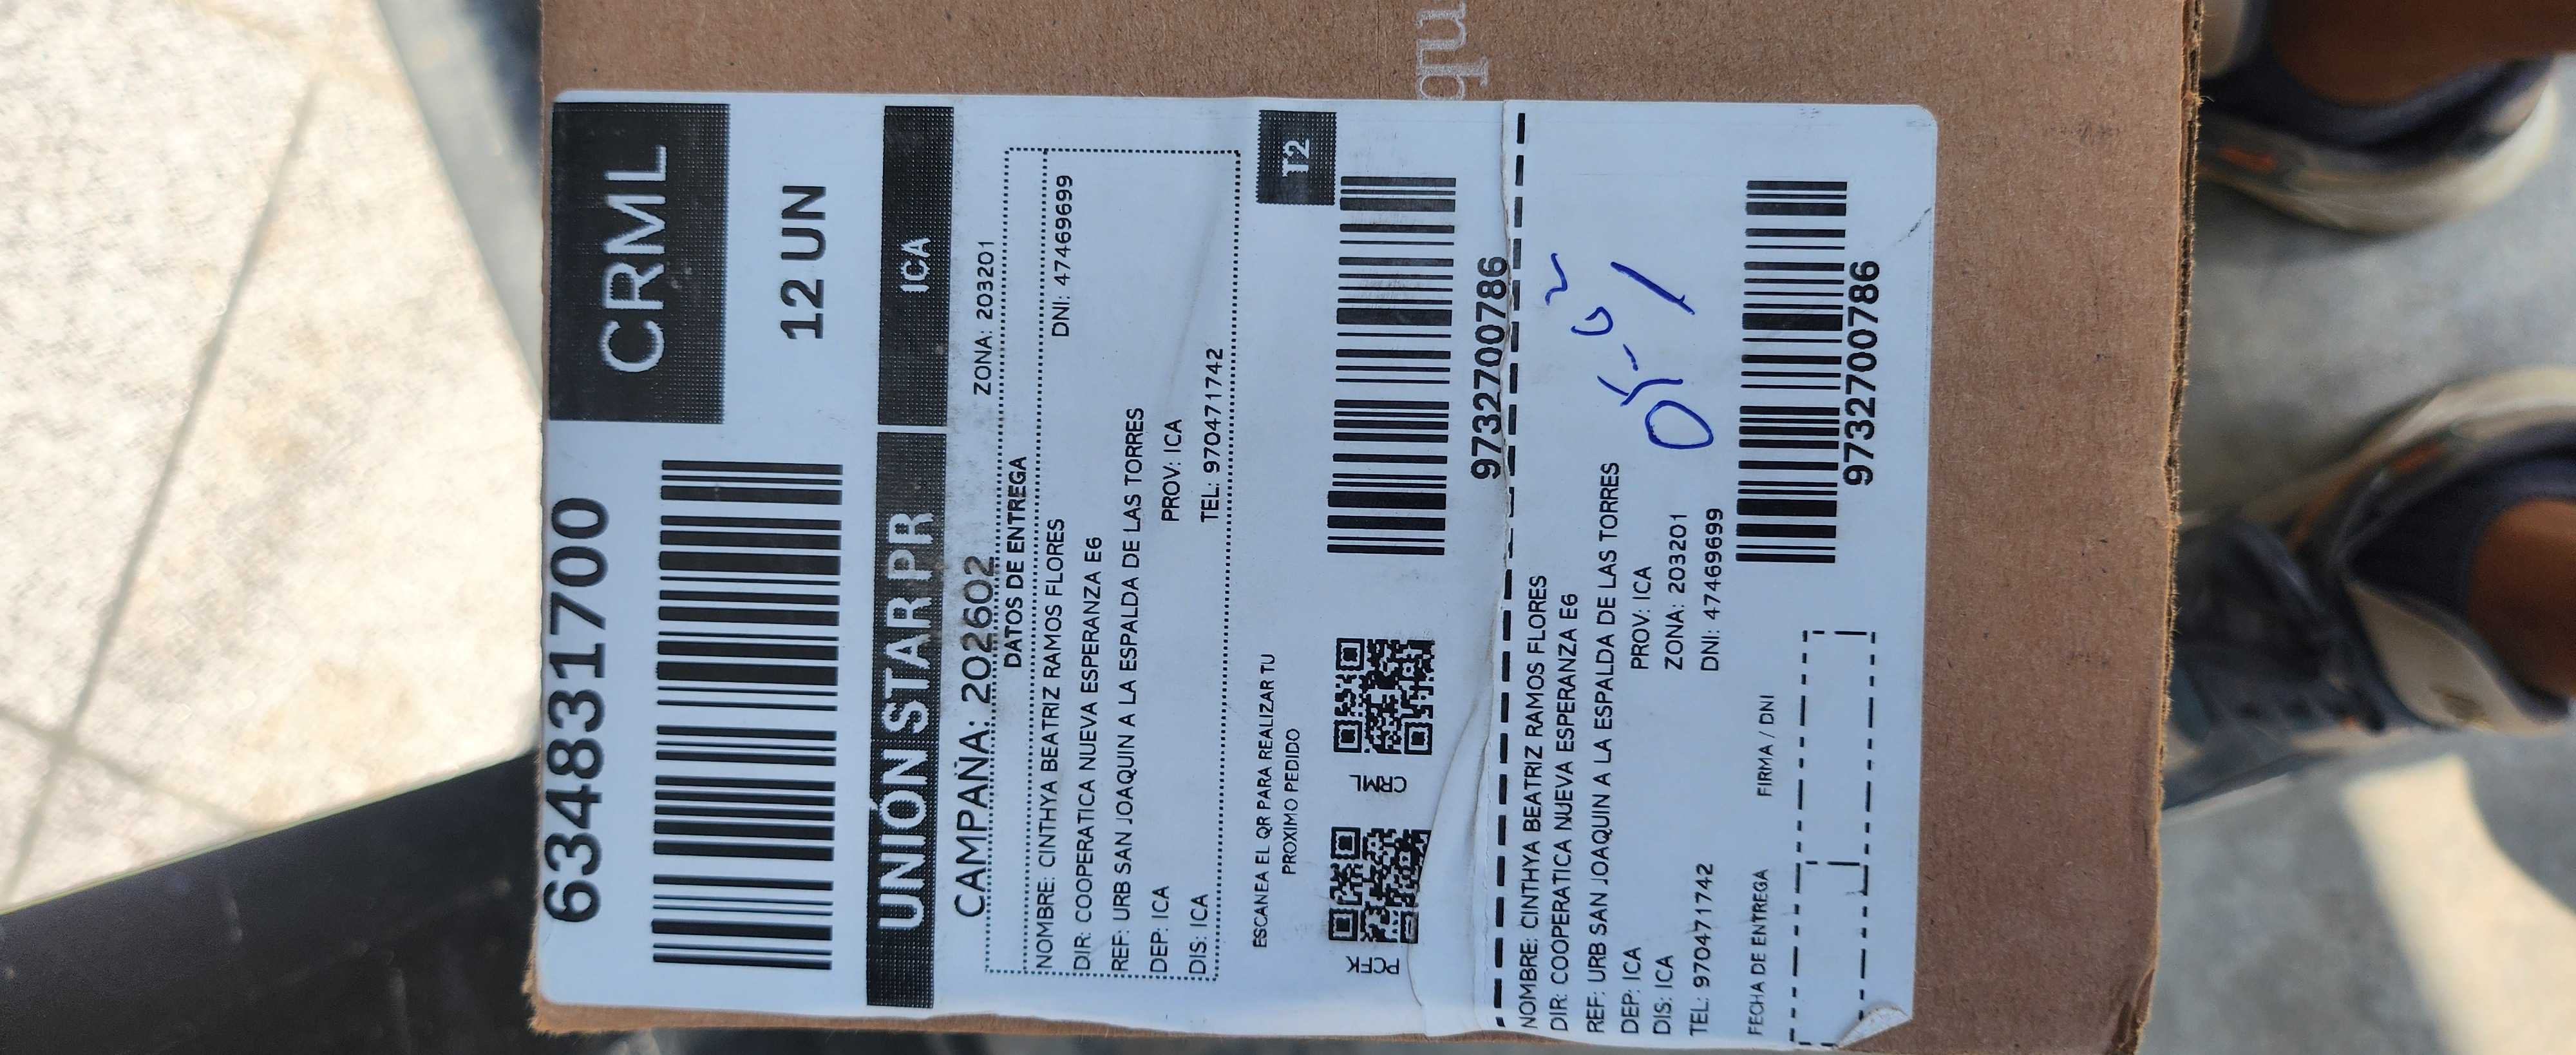 qu
6348831700
CRML
12 UN
UNIÓN STAR PR
ICA
CAMPAÑA: 202602
ZONA: 203201
DATOS DE ENTREGA
NOMBRE: CINTHYA BEATRIZ RAMOS FLORES
DNI: 47469699
DIR: COOPERATICA NUEVA ESPERANZA E6
REF: URB SAN JOAQUIN A LA ESPALDA DE LAS TORRES
DEP: ICA
PROV: ICA
DIS: ICA
TEL: 970471742
ESCANEA EL QR PARA REALIZAR TU
PROXIMO PEDIDO
T2
CRML
9732700786
NOMBRE: CINTHYA BEATRIZ RAMOS FLORES
DIR: COOPERATICA NUEVA ESPERANZA E6
REF: URB SAN JOAQUIN A LA ESPALDA DE LAS TORRES
DEP: ICA
PROV: ICA
DIS: ICA
ZONA: 203201
TEL: 970471742
DNI: 47469699
FECHA DE ENTREGA
FIRMA / DNI
9732700786